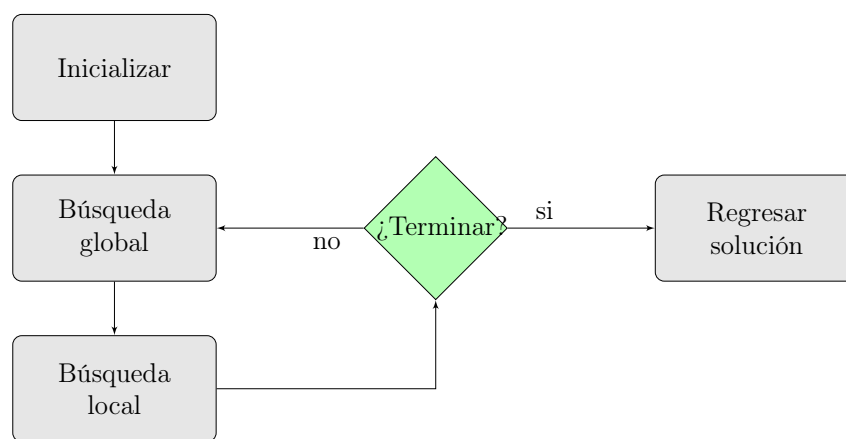 Inicializar
Búsqueda
global
no
¿Terminar?
si
Regresar
solución
Búsqueda
local